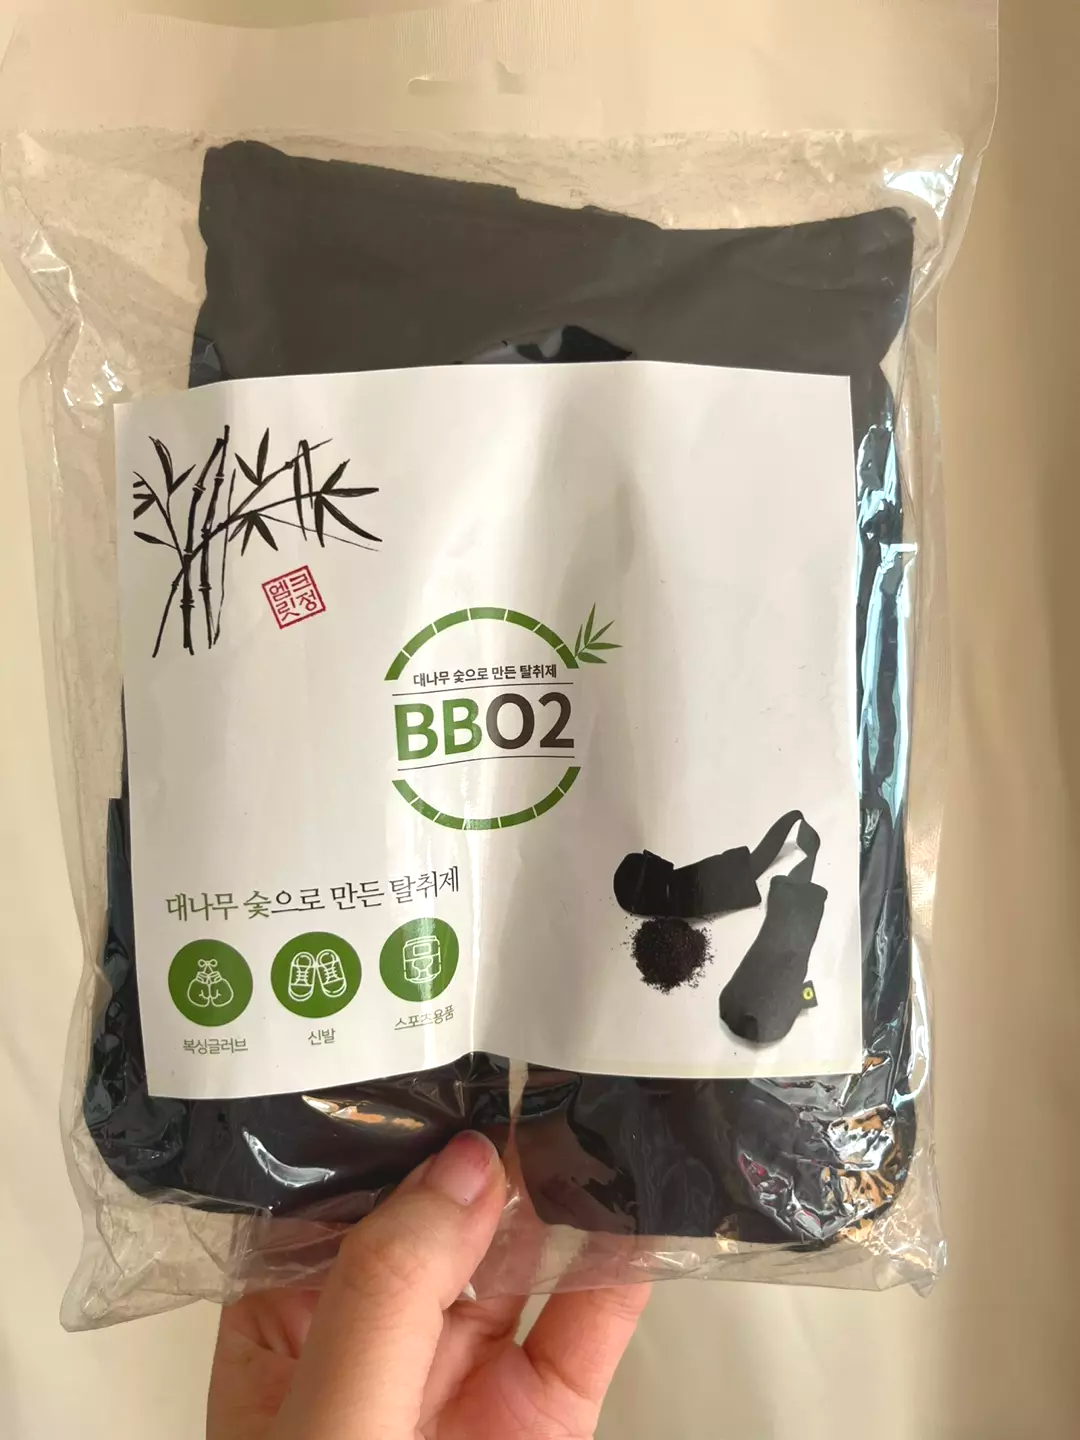 엠크
릿정
대나무 숯으로 만든 탈취제
BBO2
대나무 숯으로 만든 탈취제
복싱글러브
신발
스포츠용품